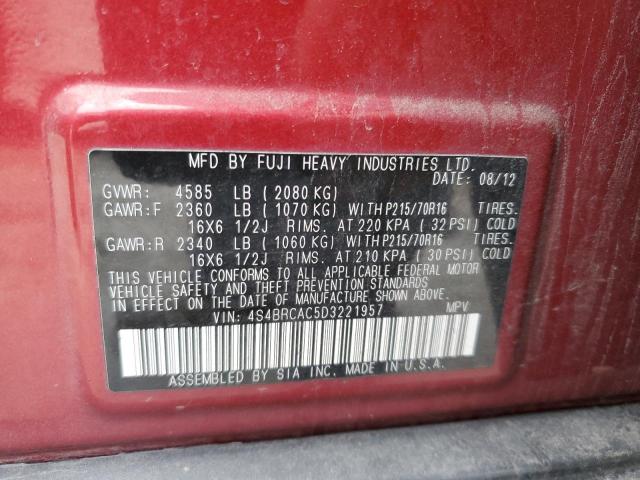 MFD BY FUJI HEAVY INDUSTRIES LTD.
DATE: 08/12
GVWR: 4585 LB (2080 KG)
GAWR:F 2360 LB (1070 KG) WITH P215/70R16 TIRES.
16X6 1/2J RIMS. AT 220 KPA (32 PSI) COLD
GAWR:R 2340 LB (1060 KG) WITH P215/70R16 TIRES.
16X6 1/2J RIMS. AT 210 KPA (30 PSI) COLD
THIS VEHICLE CONFORMS TO ALL APPLICABLE FEDERAL MOTOR
VEHICLE SAFETY AND THEFT PREVENTION STANDARDS
IN EFFECT ON THE DATE OF MANUFACTURE SHOWN ABOVE.
VIN: 4S4BRCAC5D3221957 MPV
ASSEMBLED BY SIA INC. MADE IN U.S.A.